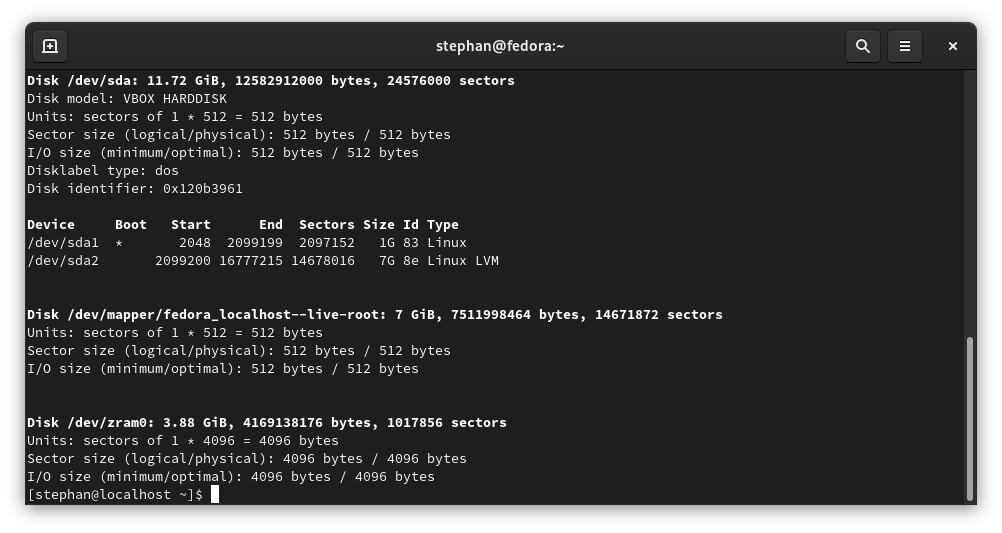 stephan@fedora:~
Disk /dev/sda: 11.72 GiB, 12582912000 bytes, 24576000 sectors
Disk model: VBOX HARDDISK
Units: sectors of 1 * 512 = 512 bytes
Sector size (logical/physical): 512 bytes / 512 bytes
I/O size (minimum/optimal): 512 bytes / 512 bytes
Disklabel type: dos
Disk identifier: 0x120b3961
Device     Boot   Start      End  Sectors Size Id Type
/dev/sda1  *       2048  2099199  2097152   1G 83 Linux
/dev/sda2       2099200 16777215 14678016   7G 8e Linux LVM
Disk /dev/mapper/fedora_localhost--live-root: 7 GiB, 7511998464 bytes, 14671872 sectors
Units: sectors of 1 * 512 = 512 bytes
Sector size (logical/physical): 512 bytes / 512 bytes
I/O size (minimum/optimal): 512 bytes / 512 bytes
Disk /dev/zram0: 3.88 GiB, 4169138176 bytes, 1017856 sectors
Units: sectors of 1 * 4096 = 4096 bytes
Sector size (logical/physical): 4096 bytes / 4096 bytes
I/O size (minimum/optimal): 4096 bytes / 4096 bytes
[stephan@localhost ~]$